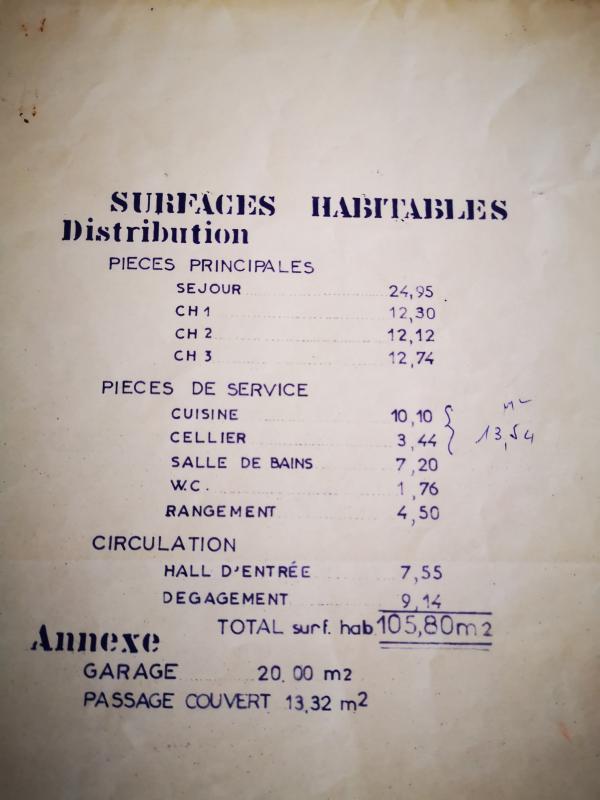 SURFACES HABITABLES
Distribution
PIECES PRINCIPALES
SEJOUR 24,95
CH 1 12,30
CH 2 12,12
CH 3 12,74
PIECES DE SERVICE
CUISINE 10,10
CELLIER 3,44
m2
13,54
SALLE DE BAINS 7,20
W.C. 1,76
RANGEMENT 4,50
CIRCULATION
HALL D'ENTRÉE 7,55
DEGAGEMENT 9,14
TOTAL surf. hab 105,80m2
Annexe
GARAGE 20.00 m2
PASSAGE COUVERT 13,32 m2